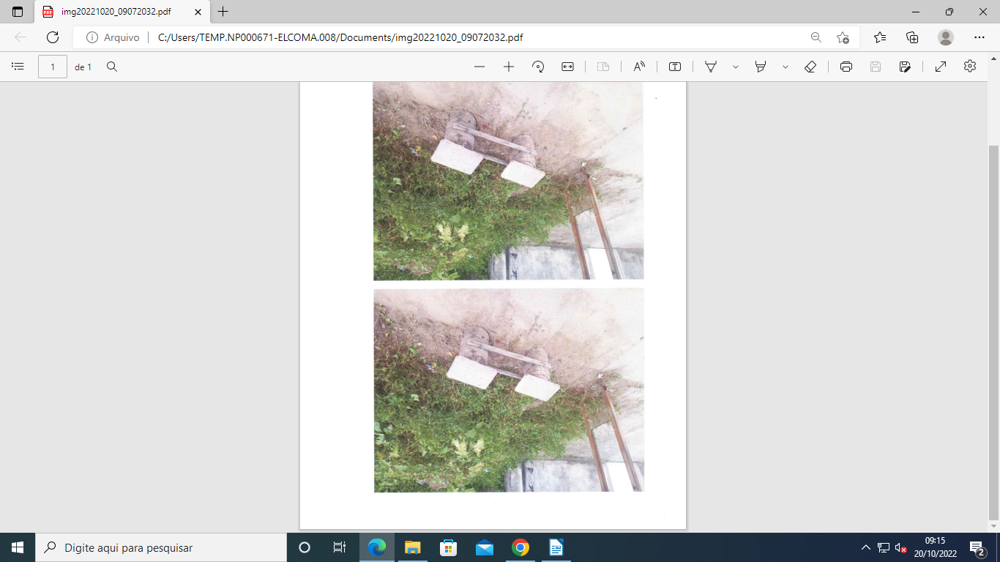 img20221020_09072032.pdf
Arquivo
C:/Users/TEMP.NP000671-ELCOMA.008/Documents/img20221020_09072032.pdf
1 de 1
Digite aqui para pesquisar
09:15
20/10/2022
2